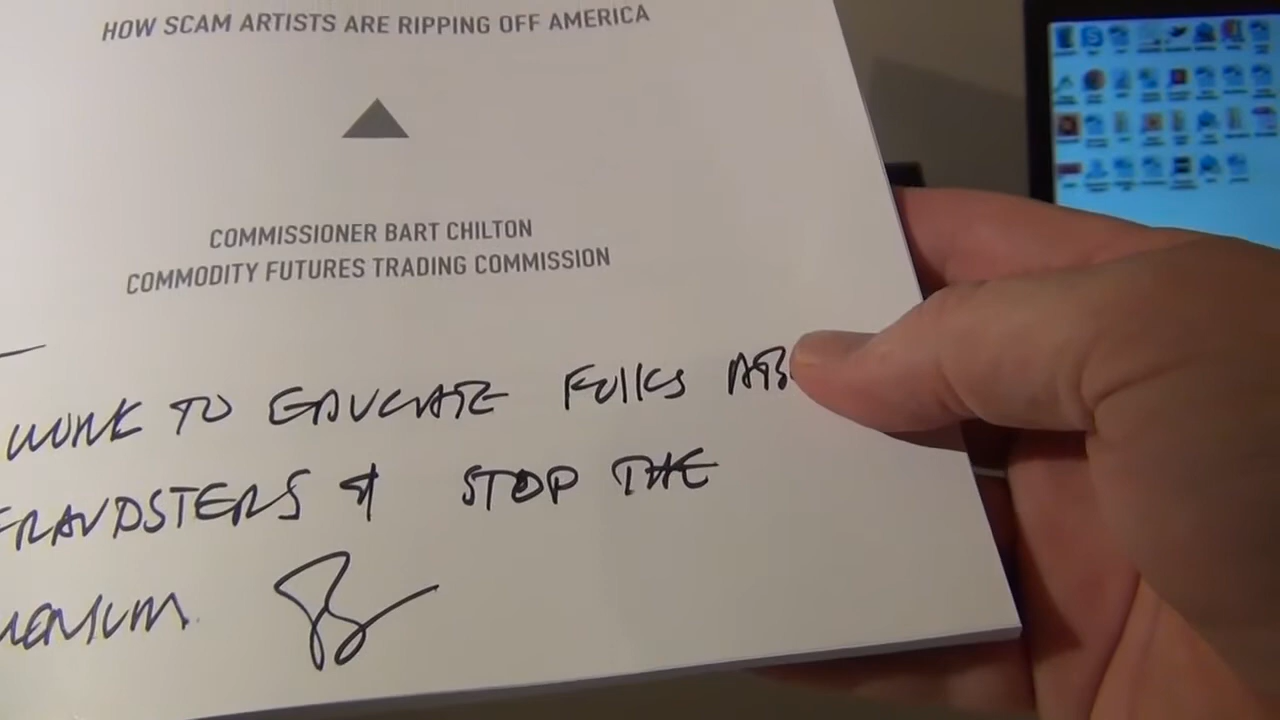 HOW SCAM ARTISTS ARE RIPPING OFF AMERICA
COMMISSIONER BART CHILTON
COMMODITY FUTURES TRADING COMMISSION
WORK TO EDUCATE FOLKS
FRAUDSTERS & STOP THE